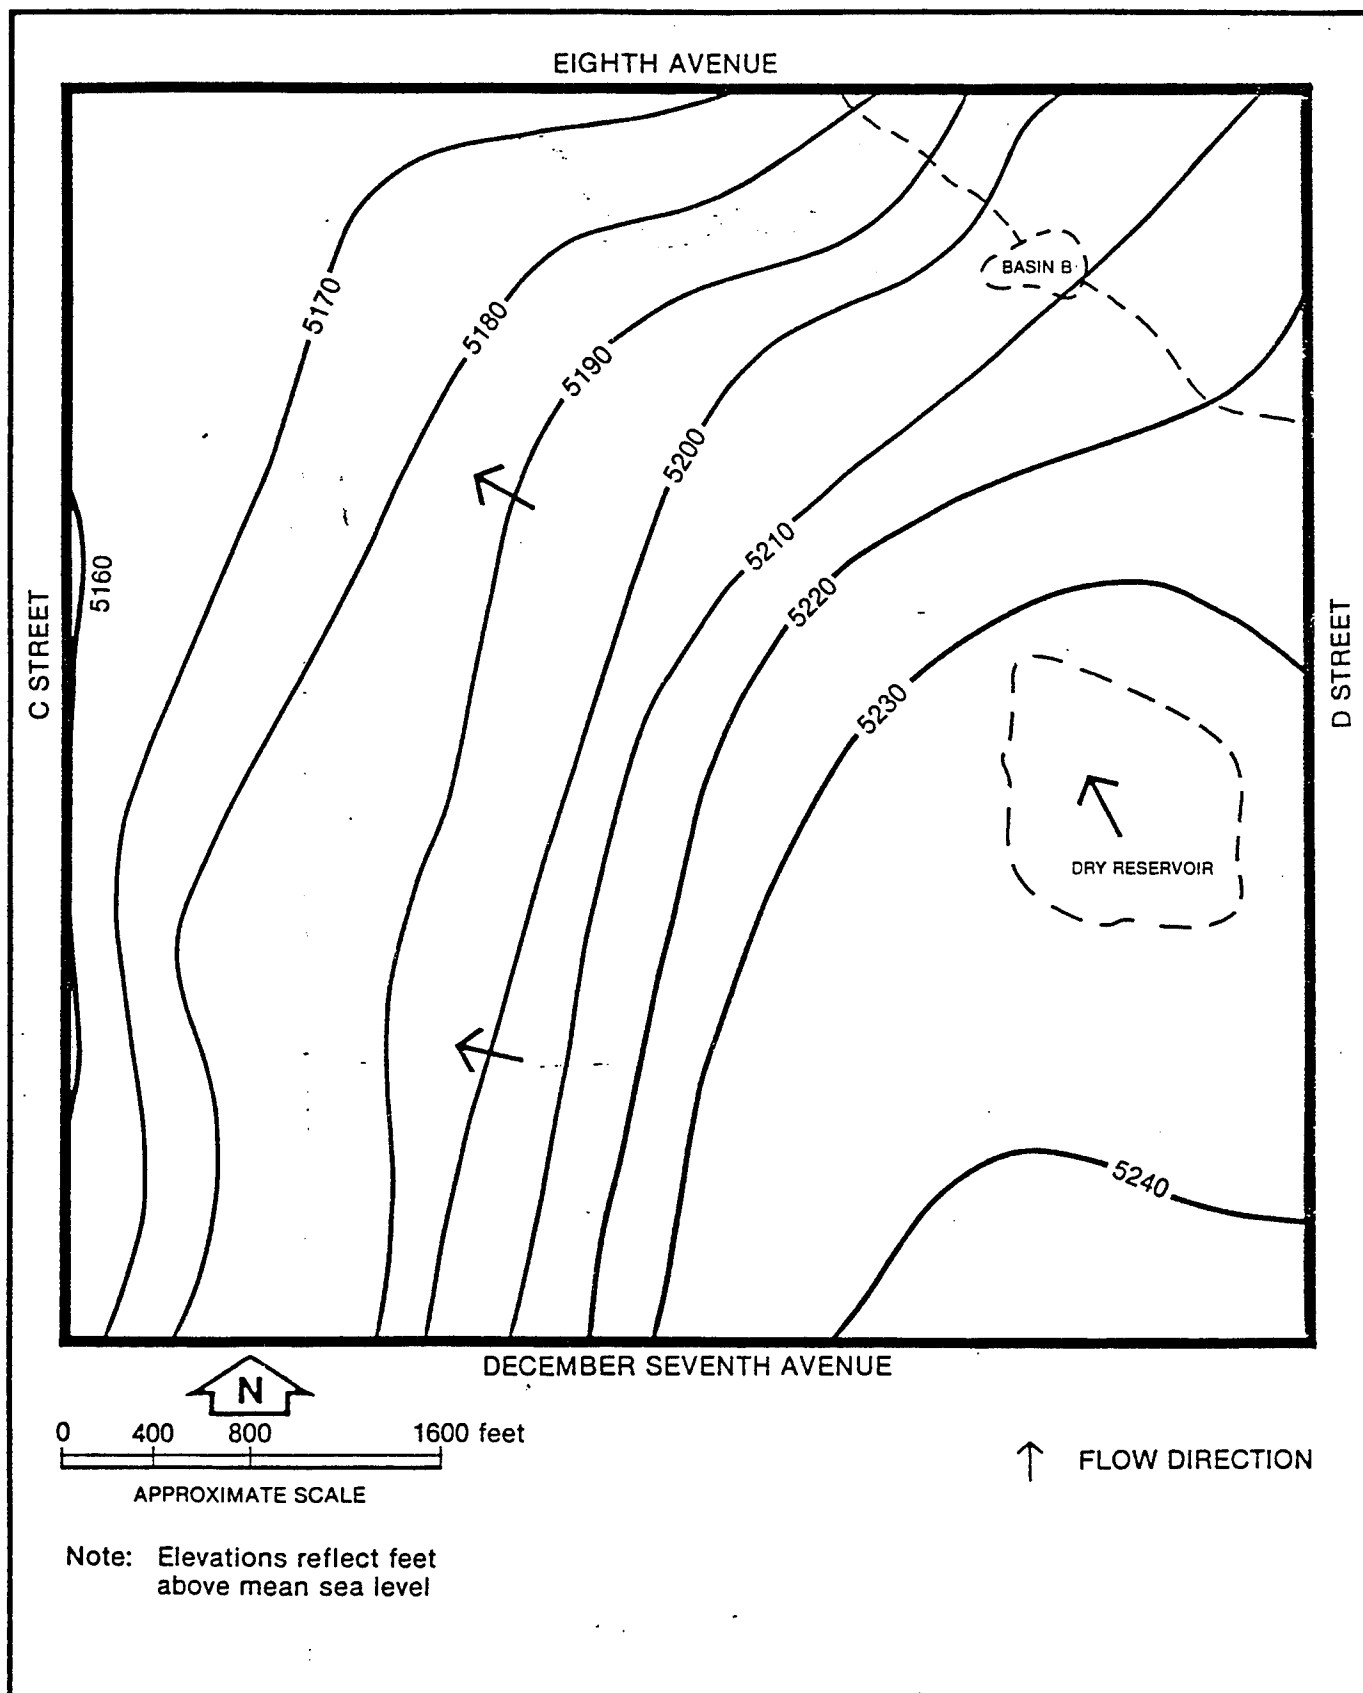 EIGHTH AVENUE
BASIN B
5170
5180
5190
5200
5210
5160
5220
C STREET
D STREET
5230
DRY RESERVOIR
5240
DECEMBER SEVENTH AVENUE
N
0 400 800 1600 feet
APPROXIMATE SCALE
FLOW DIRECTION
Note: Elevations reflect feet
above mean sea level